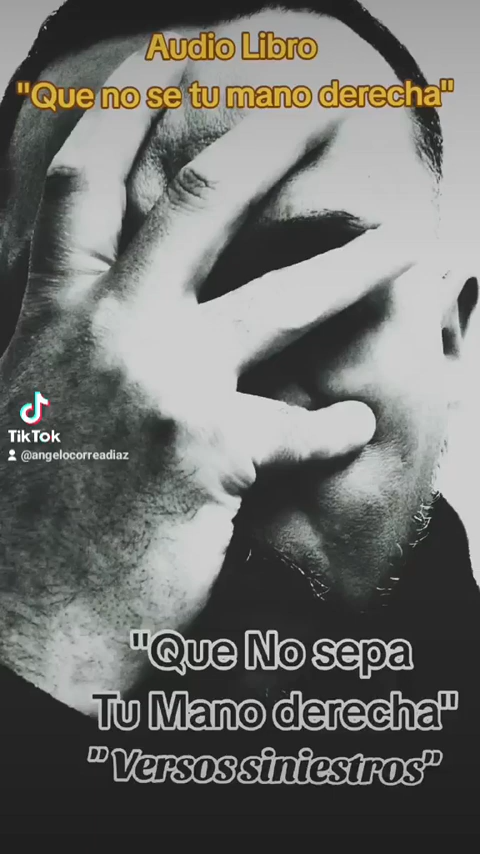 Audio Libro
"Que no se tu mano derecha"
TikTok
@angelocorreadiaz
"Que No sepa
Tu Mano derecha"
"Versos siniestros"